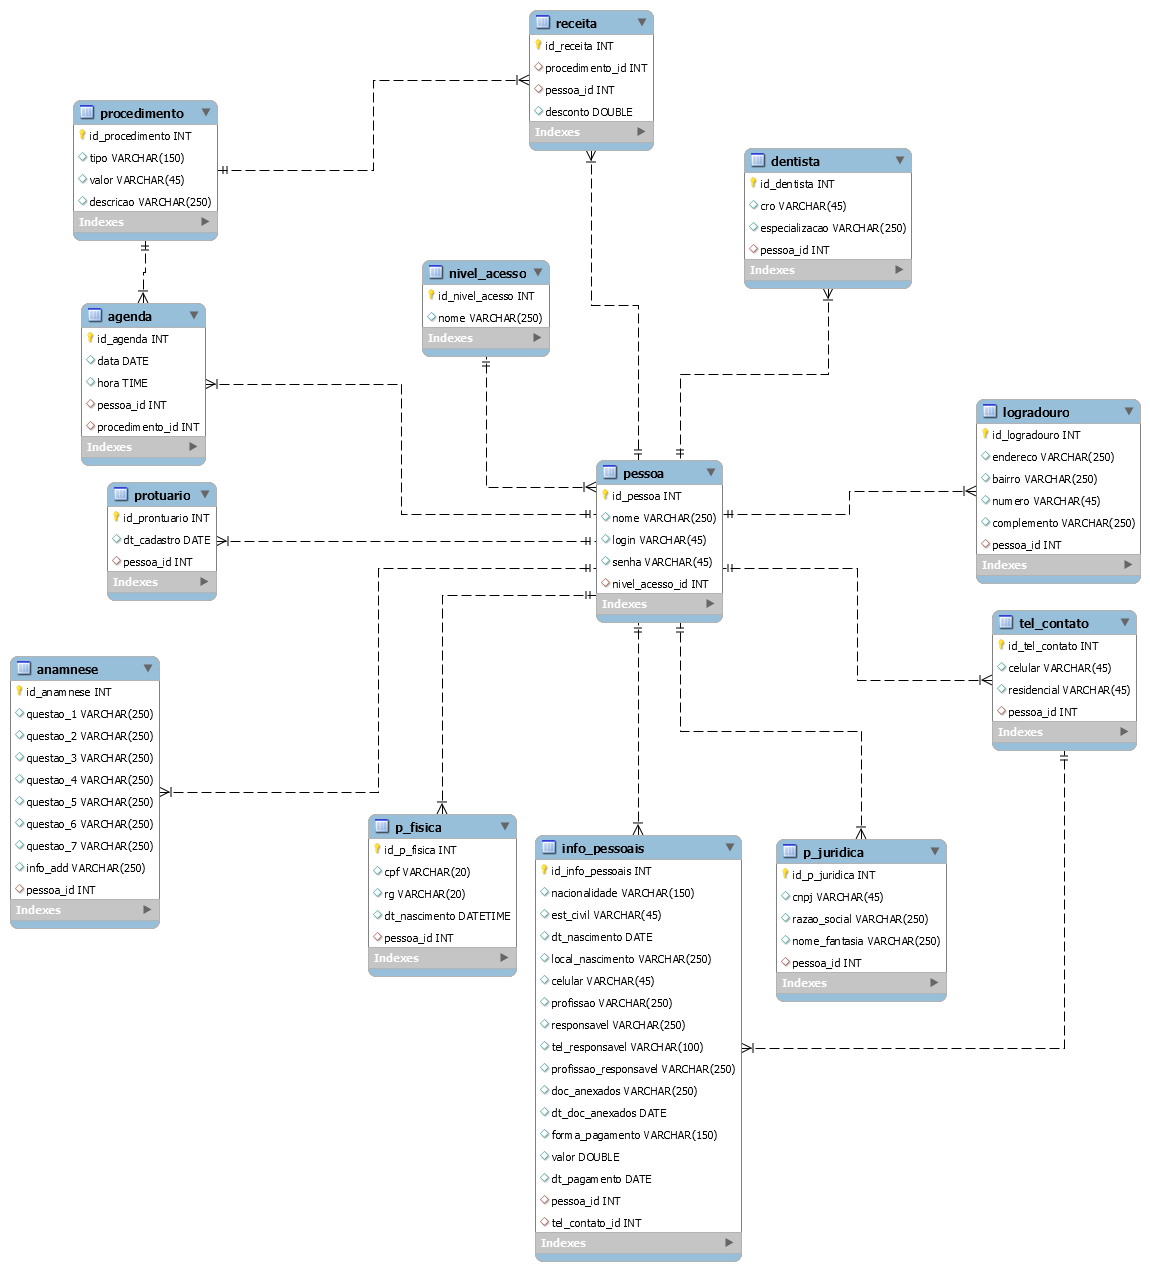 receita
id_receita INT
procedimento_id INT
pessoa_id INT
desconto DOUBLE
Indexes
procedimento
id_procedimento INT
tipo VARCHAR(150)
valor VARCHAR(45)
descricao VARCHAR(250)
Indexes
dentista
id_dentista INT
cro VARCHAR(45)
especializacao VARCHAR(250)
pessoa_id INT
Indexes
nivel_acesso
id_nivel_acesso INT
nome VARCHAR(250)
Indexes
agenda
id_agenda INT
data DATE
hora TIME
pessoa_id INT
procedimento_id INT
Indexes
logradouro
id_logradouro INT
endereco VARCHAR(250)
bairro VARCHAR(250)
numero VARCHAR(45)
complemento VARCHAR(250)
pessoa_id INT
Indexes
pessoa
id_pessoa INT
nome VARCHAR(250)
login VARCHAR(45)
senha VARCHAR(45)
nivel_acesso_id INT
Indexes
protuario
id_prontuario INT
dt_cadastro DATE
pessoa_id INT
Indexes
tel_contato
id_tel_contato INT
celular VARCHAR(45)
residencial VARCHAR(45)
pessoa_id INT
Indexes
anamnese
id_anamnese INT
questao_1 VARCHAR(250)
questao_2 VARCHAR(250)
questao_3 VARCHAR(250)
questao_4 VARCHAR(250)
questao_5 VARCHAR(250)
questao_6 VARCHAR(250)
questao_7 VARCHAR(250)
info_add VARCHAR(250)
pessoa_id INT
Indexes
p_fisica
id_p_fisica INT
cpf VARCHAR(20)
rg VARCHAR(20)
dt_nascimento DATETIME
pessoa_id INT
Indexes
info_pessoais
id_info_pessoais INT
nacionalidade VARCHAR(150)
est_civil VARCHAR(45)
dt_nascimento DATE
local_nascimento VARCHAR(250)
celular VARCHAR(45)
profissao VARCHAR(250)
responsavel VARCHAR(250)
tel_responsavel VARCHAR(100)
profissao_responsavel VARCHAR(250)
doc_anexados VARCHAR(250)
dt_doc_anexados DATE
forma_pagamento VARCHAR(150)
valor DOUBLE
dt_pagamento DATE
pessoa_id INT
tel_contato_id INT
Indexes
p_juridica
id_p_juridica INT
cnpj VARCHAR(45)
razao_social VARCHAR(250)
nome_fantasia VARCHAR(250)
pessoa_id INT
Indexes